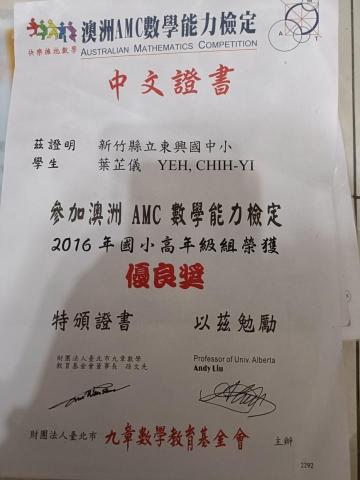 快樂擁抱數學 澳洲AMC數學能力檢定
AUSTRALIAN MATHEMATICS COMPETITION
A T
中文證書
茲證明 新竹縣立東興國中小
學生 葉芷儀 YEH, CHIH-YI
參加澳洲 AMC 數學能力檢定
2016 年國小高年級組榮獲
優良獎
特頒證書 以茲勉勵
財團法人臺北市九章數學 Professor of Univ. Alberta
教育基金會董事長 孫文先 Andy Liu
財團法人臺北市 九章數學教育基金會 主辦
2292